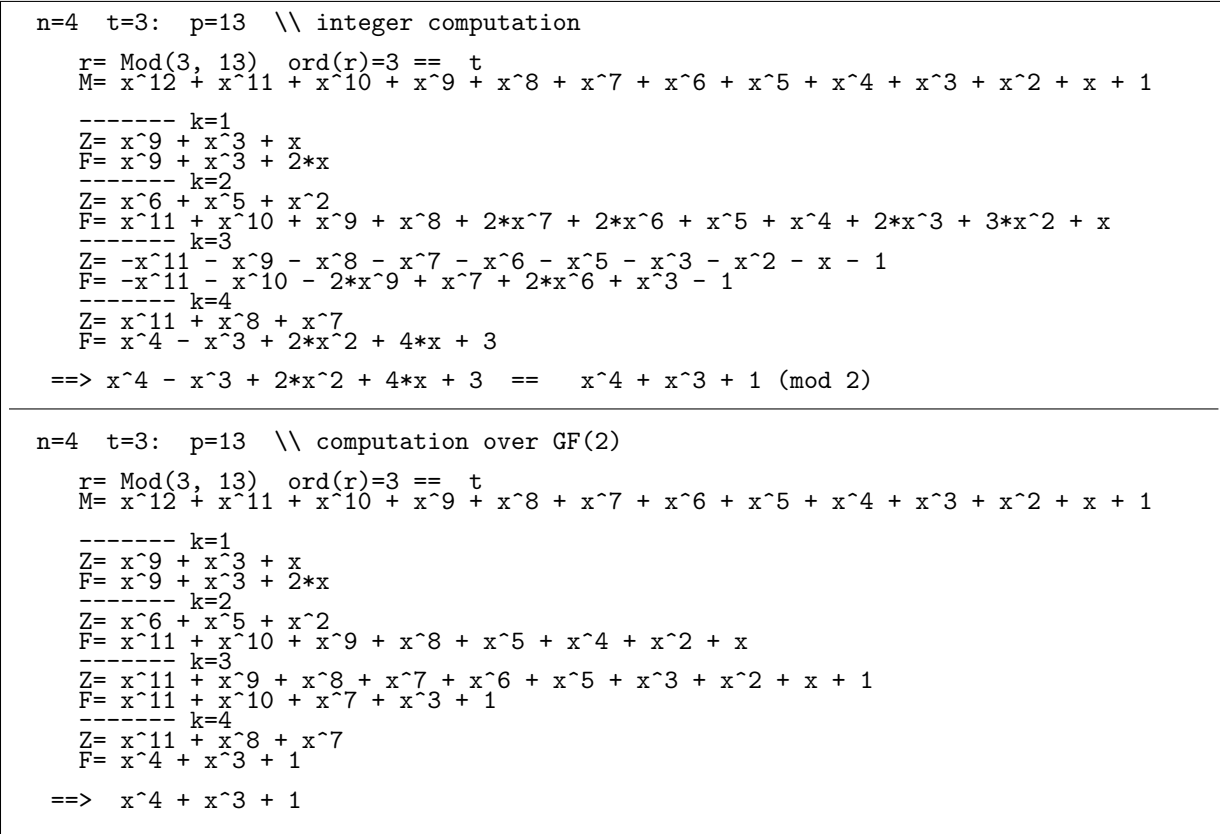 n=4 t=3: p=13 \\ integer computation
r= Mod(3, 13) ord(r)=3 == t
M= x^12 + x^11 + x^10 + x^9 + x^8 + x^7 + x^6 + x^5 + x^4 + x^3 + x^2 + x + 1
------- k=1
Z= x^9 + x^3 + x
F= x^9 + x^3 + 2*x
------- k=2
Z= x^6 + x^5 + x^2
F= x^11 + x^10 + x^9 + x^8 + 2*x^7 + 2*x^6 + x^5 + x^4 + 2*x^3 + 3*x^2 + x
------- k=3
Z= -x^11 - x^9 - x^8 - x^7 - x^6 - x^5 - x^3 - x^2 - x - 1
F= -x^11 - x^10 - 2*x^9 + x^7 + 2*x^6 + x^3 - 1
------- k=4
Z= x^11 + x^8 + x^7
F= x^4 - x^3 + 2*x^2 + 4*x + 3
==> x^4 - x^3 + 2*x^2 + 4*x + 3 == x^4 + x^3 + 1 (mod 2)
n=4 t=3: p=13 \\ computation over GF(2)
r= Mod(3, 13) ord(r)=3 == t
M= x^12 + x^11 + x^10 + x^9 + x^8 + x^7 + x^6 + x^5 + x^4 + x^3 + x^2 + x + 1
------- k=1
Z= x^9 + x^3 + x
F= x^9 + x^3 + 2*x
------- k=2
Z= x^6 + x^5 + x^2
F= x^11 + x^10 + x^9 + x^8 + x^5 + x^4 + x^2 + x
------- k=3
Z= x^11 + x^9 + x^8 + x^7 + x^6 + x^5 + x^3 + x^2 + x + 1
F= x^11 + x^10 + x^7 + x^3 + 1
------- k=4
Z= x^11 + x^8 + x^7
F= x^4 + x^3 + 1
==> x^4 + x^3 + 1